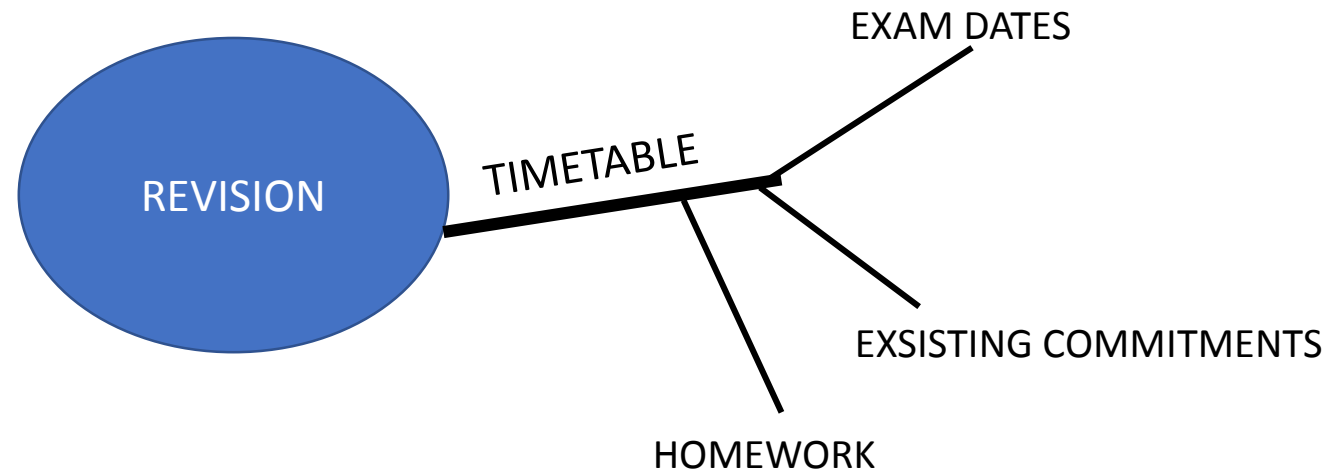 EXAM DATES
TIMETABLE
REVISION
EXSISTING COMMITMENTS
HOMEWORK